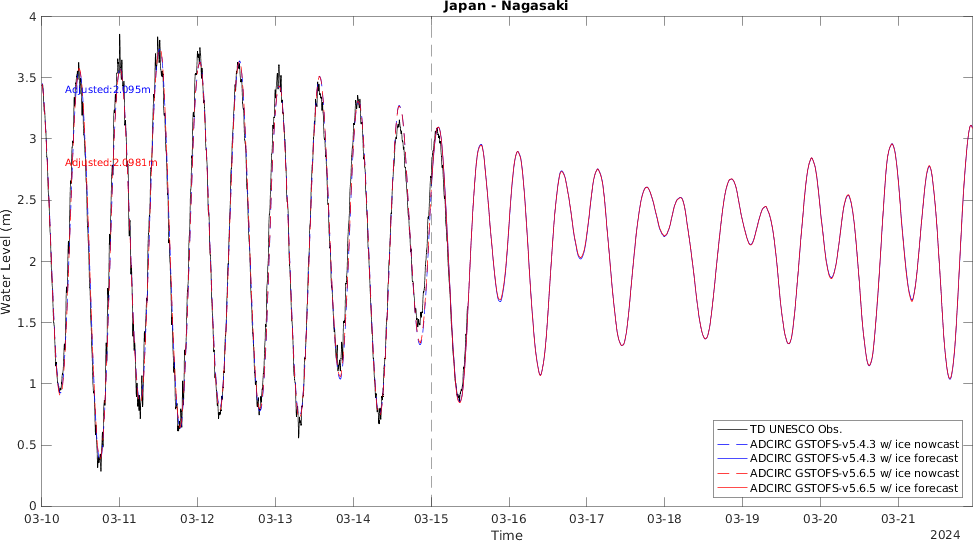 Japan - Nagasaki
4
3.5
3
2.5
2
1.5
1
0.5
0
Water Level (m)
Adjusted:2.095m
Adjusted:2.0981m
TD UNESCO Obs.
ADCIRC GSTOFS-v5.4.3 w/ ice nowcast
ADCIRC GSTOFS-v5.4.3 w/ ice forecast
ADCIRC GSTOFS-v5.6.5 w/ ice nowcast
ADCIRC GSTOFS-v5.6.5 w/ ice forecast
03-10 03-11 03-12 03-13 03-14 03-15 03-16 03-17 03-18 03-19 03-20 03-21
Time
2024